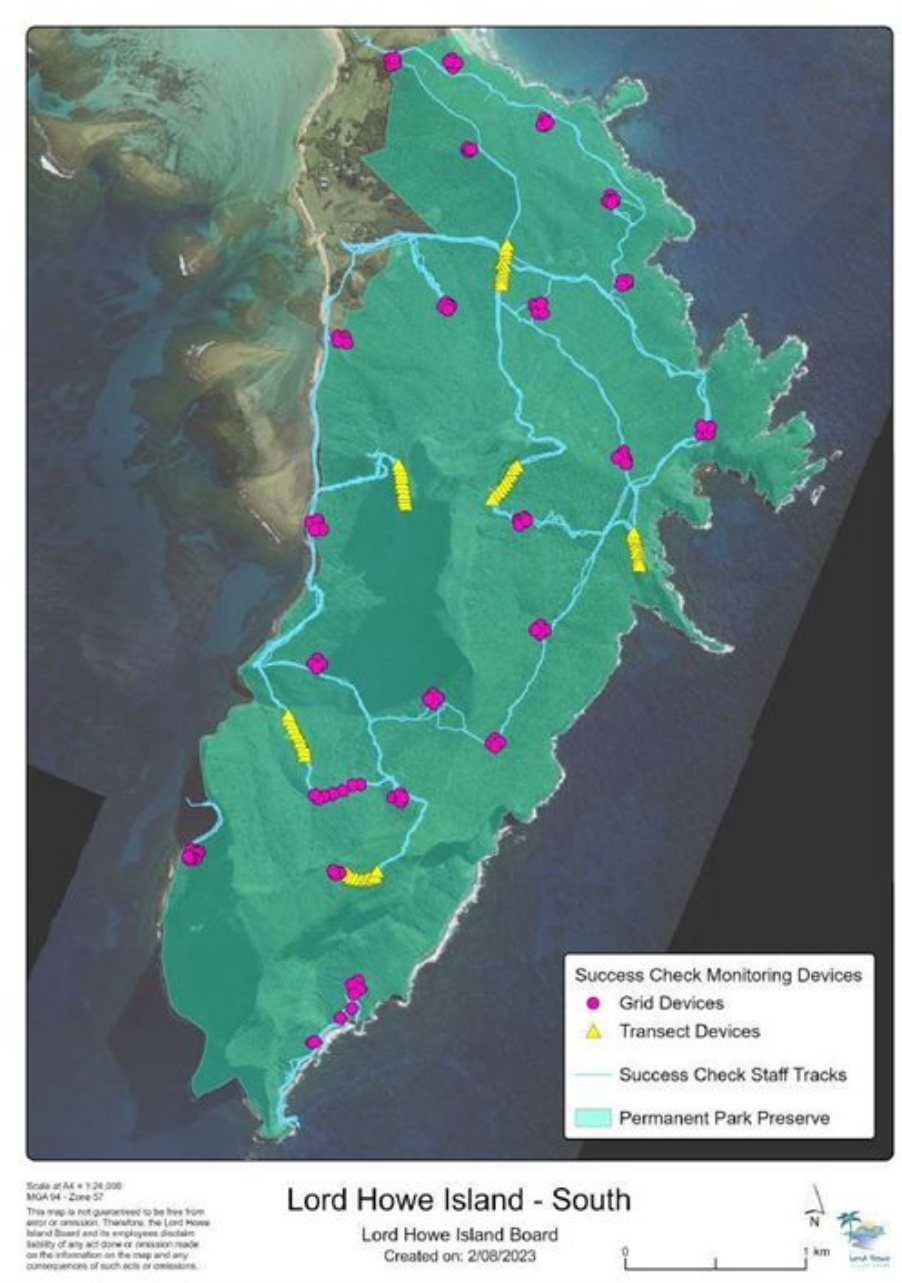 Success Check Monitoring Devices
Grid Devices
Transect Devices
Success Check Staff Tracks
Permanent Park Preserve
Scale at A4 = 1:24,000
MGA 94 - Zone 57
This map is not guaranteed to be free from
error or omission. Therefore, the Lord Howe
Island Board and its employees disclaim
liability of any act done or omission made
on the information on the map and any
consequences of such acts or omissions.
Lord Howe Island - South
Lord Howe Island Board
Created on: 2/08/2023
N
0 1 km
Lord Howe